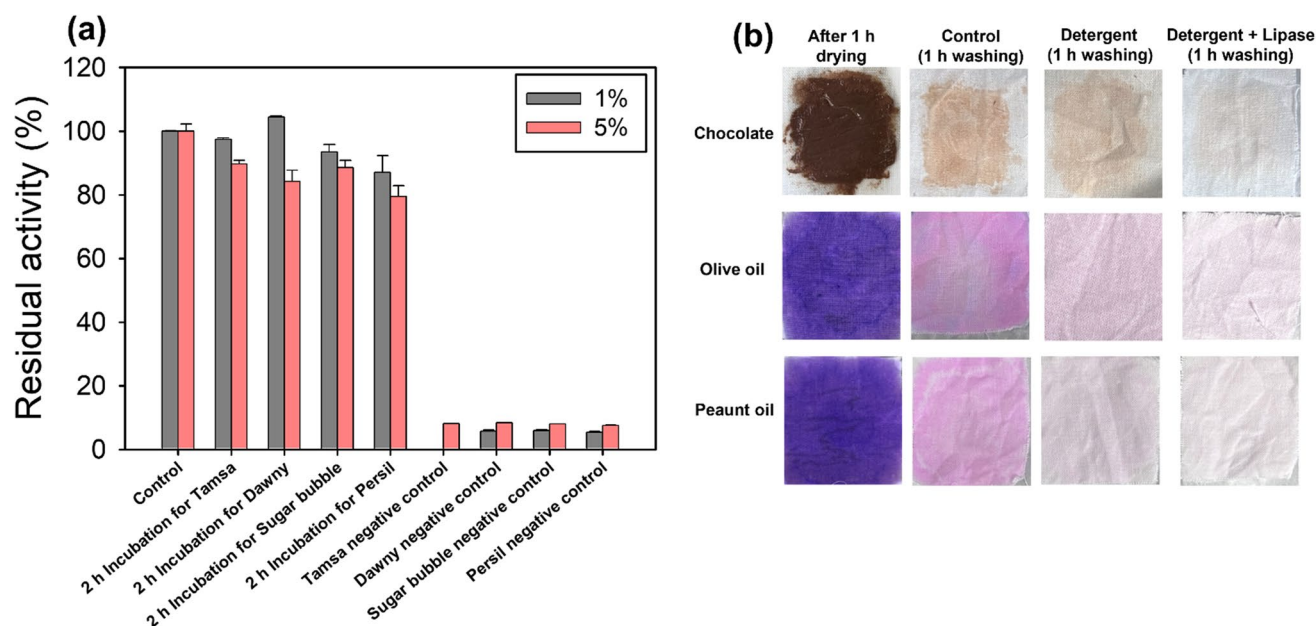 (a)
120
100
80
60
40
20
0
Residual activity (%)
1%
5%
Control
2 h Incubation for Tamsa
2 h Incubation for Dawny
2 h Incubation for Sugar bubble
2 h Incubation for Persil
Tamsa negative control
Dawny negative control
Sugar bubble negative control
Persil negative control
(b)
After 1 h
drying
Control
(1 h washing)
Detergent
(1 h washing)
Detergent + Lipase
(1 h washing)
Chocolate
Olive oil
Peaunt oil